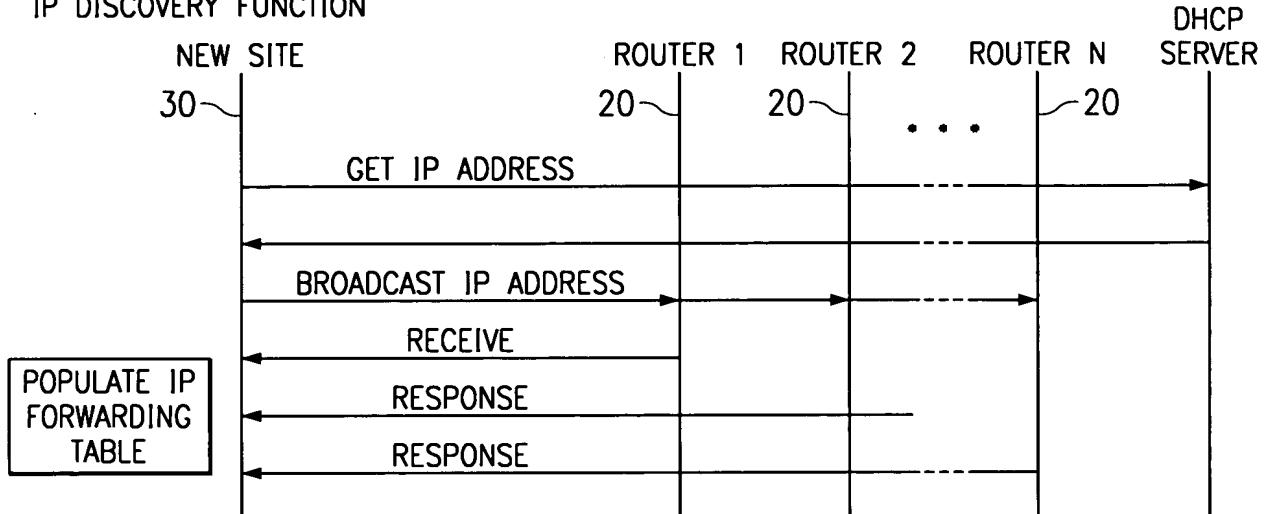 IP DISCOVERY FUNCTION
NEW SITE
ROUTER 1
ROUTER 2
ROUTER N
DHCP
SERVER
30
20
20
20
GET IP ADDRESS
BROADCAST IP ADDRESS
RECEIVE
RESPONSE
RESPONSE
POPULATE IP
FORWARDING
TABLE